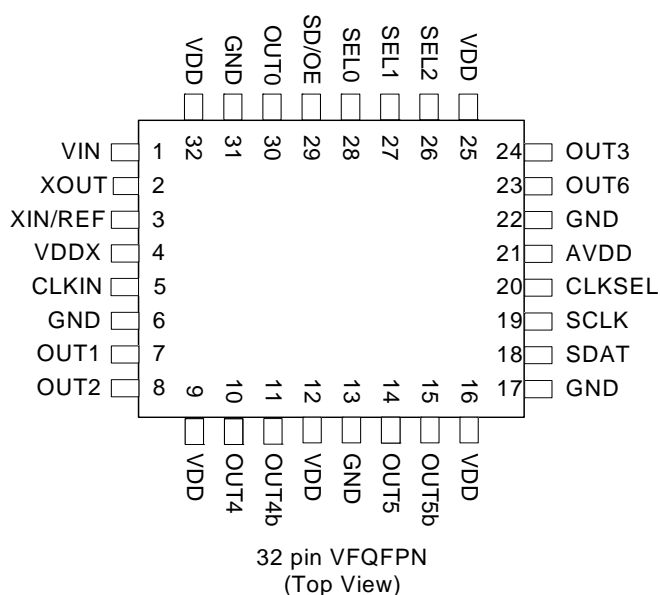 VDD
GND
OUT0
SD/OE
SEL0
SEL1
SEL2
VDD
32
31
30
29
28
27
26
25
VIN 1
XOUT 2
XIN/REF 3
VDDX 4
CLKIN 5
GND 6
OUT1 7
OUT2 8
24 OUT3
23 OUT6
22 GND
21 AVDD
20 CLKSEL
19 SCLK
18 SDAT
17 GND
9
10
11
12
13
14
15
16
VDD
OUT4
OUT4b
VDD
GND
OUT5
OUT5b
VDD
32 pin VFQFPN
(Top View)